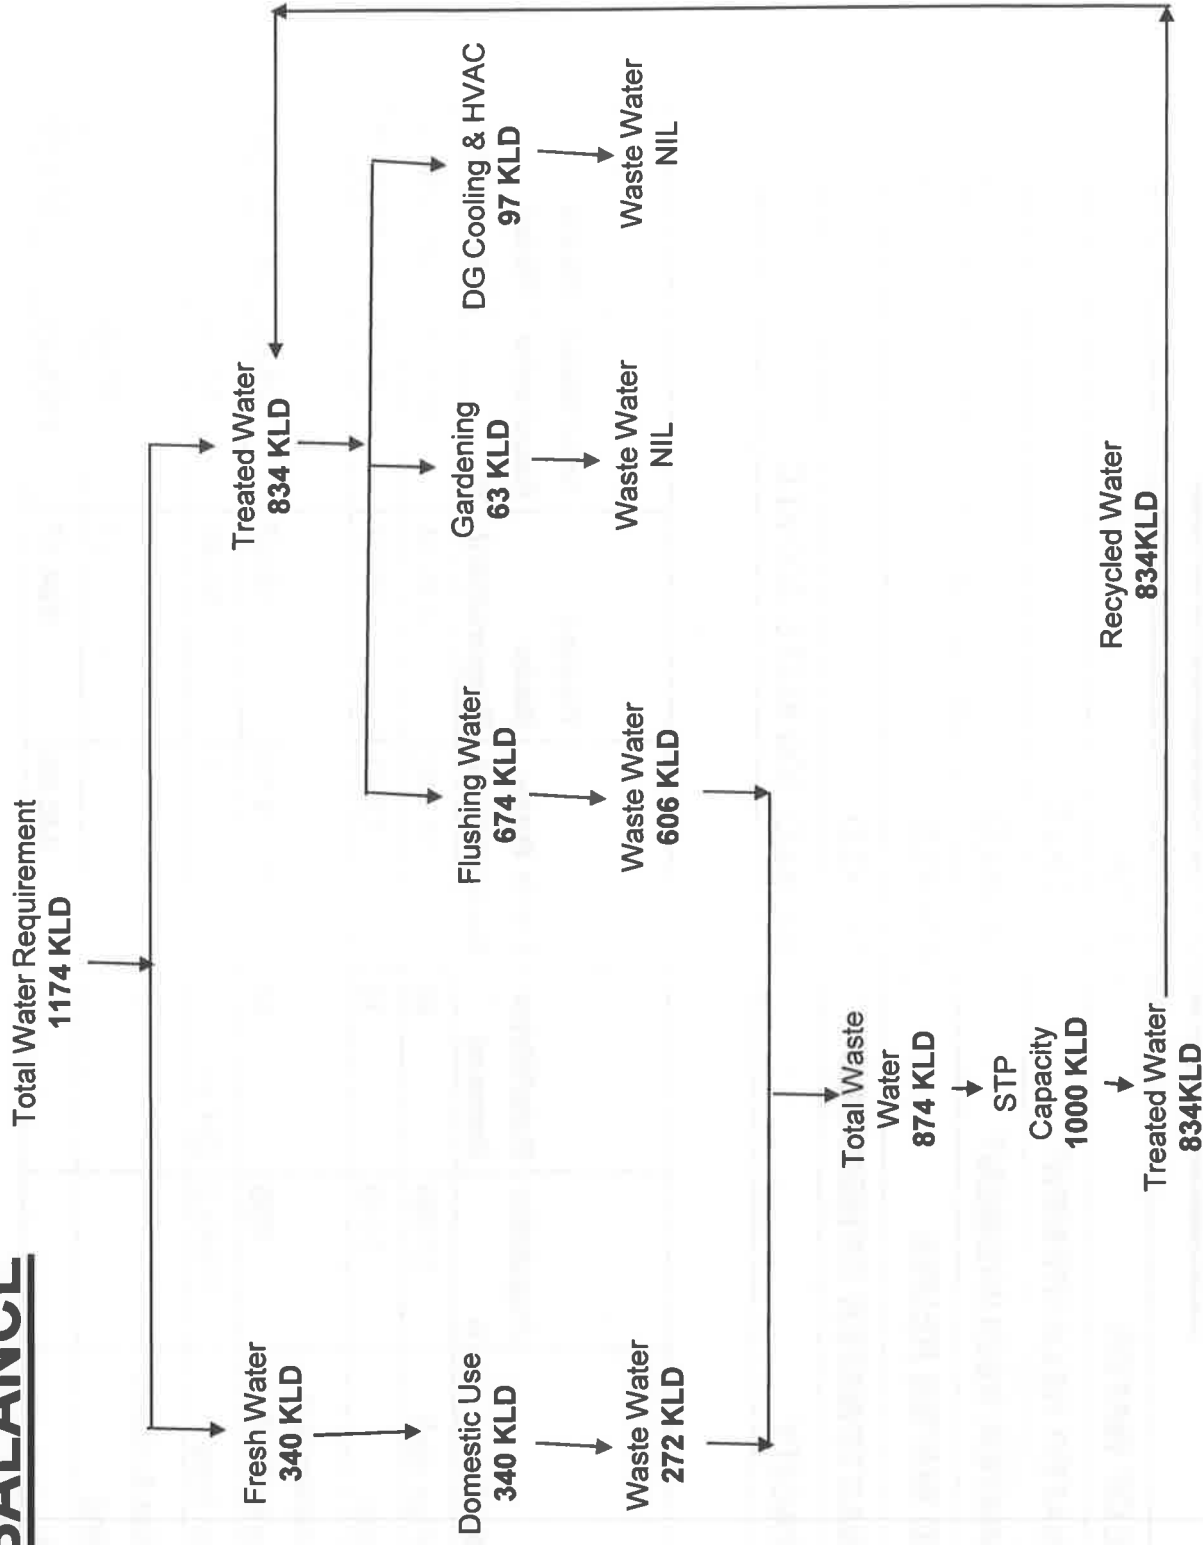 BALANCE
Total Water Requirement
1174 KLD
Fresh Water
340 KLD
Treated Water
834 KLD
Domestic Use
340 KLD
Flushing Water
674 KLD
Gardening
63 KLD
DG Cooling & HVAC
97 KLD
Waste Water
272 KLD
Waste Water
606 KLD
Waste Water
NIL
Waste Water
NIL
Total Waste
Water
874 KLD
STP
Capacity
1000 KLD
Treated Water
834KLD
Recycled Water
834KLD